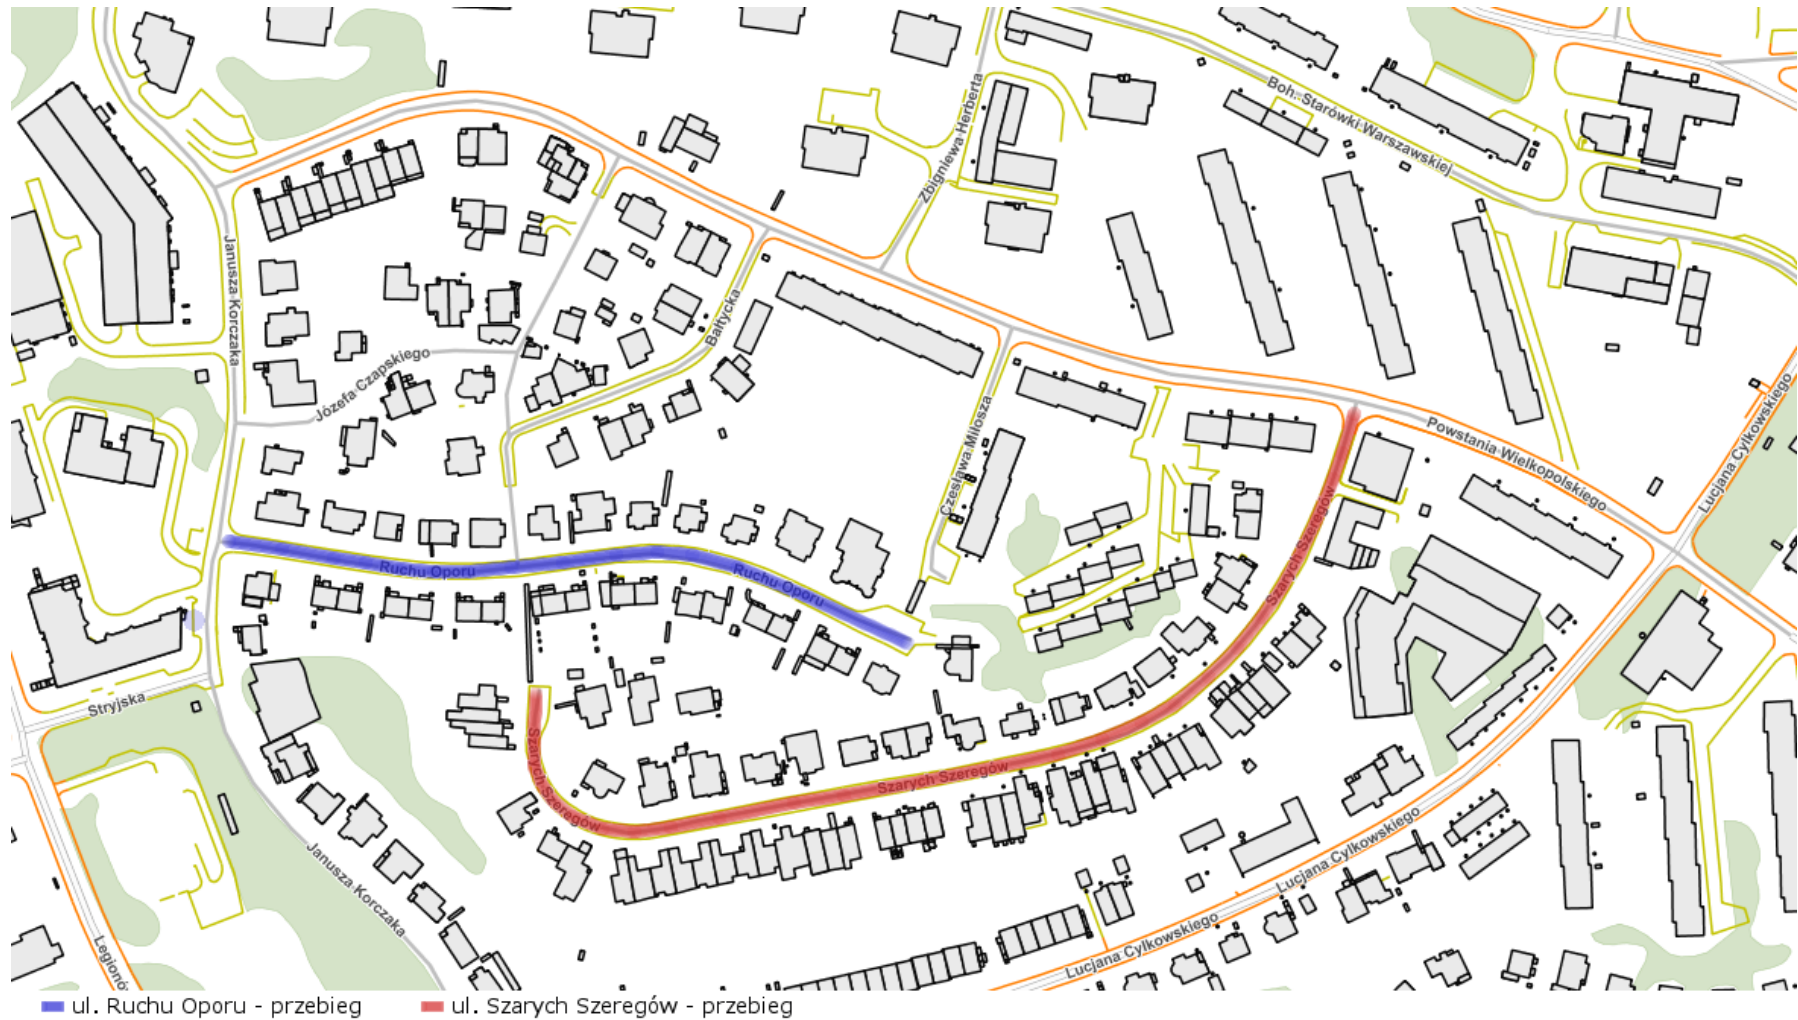 Boh. Starówki Warszawskiej
Zbigniewa Herberta
Janusza Korczaka
Bałtycka
Józefa Czapskiego
Czesława Miłosza
Lucjana Cylkowskiego
Powstania Wielkopolskiego
Szarych Szeregów
Ruchu Oporu
Ruchu Oporu
Stryjska
Szarych Szeregów
Szarych Szeregów
Janusza Korczaka
Lucjana Cylkowskiego
Lucjana Cylkowskiego
Legionó
ul. Ruchu Oporu - przebieg
ul. Szarych Szeregów - przebieg